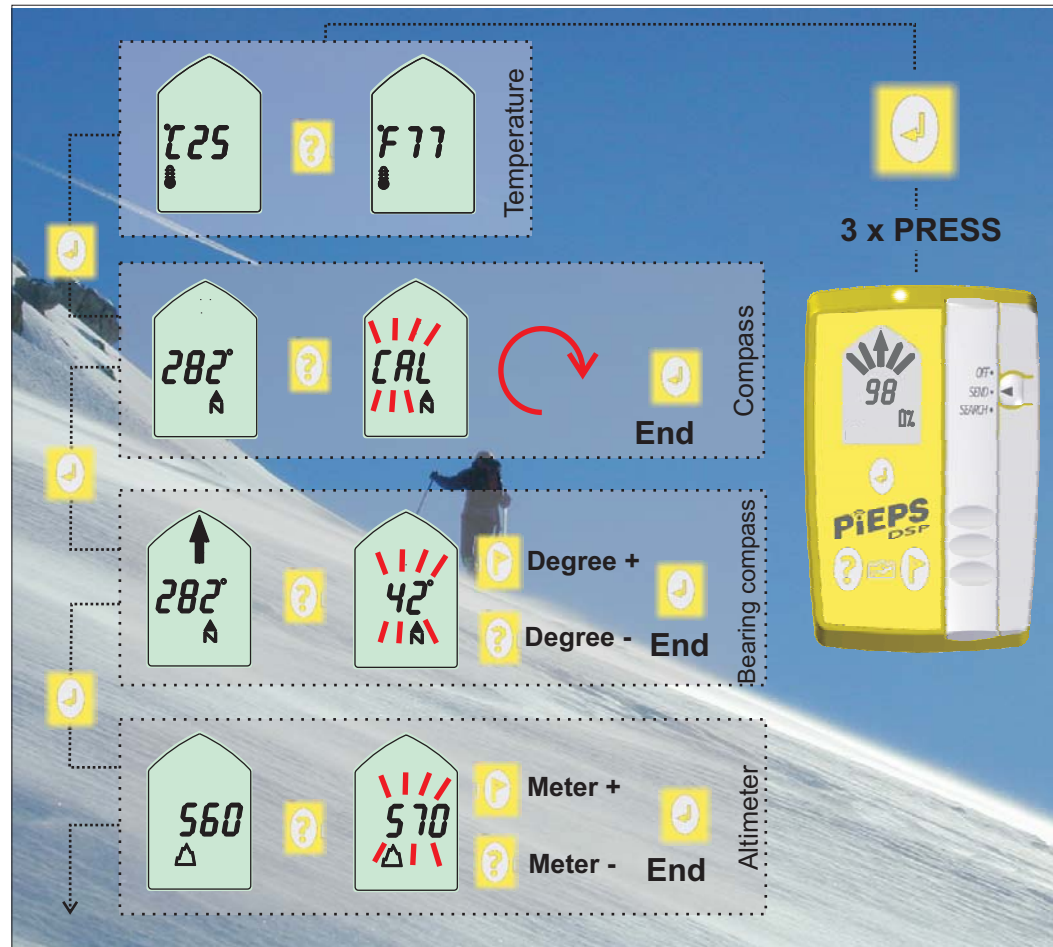 °C25
?
°F77
Temperature
3 x PRESS
282°
N
?
CAL
N
End
Compass
98
0%
OFF
SEND
SEARCH
PiEPS
DSP
?
282°
N
?
42°
N
Degree +
?
Degree -
End
Bearing compass
560
?
570
Meter +
?
Meter -
End
Altimeter